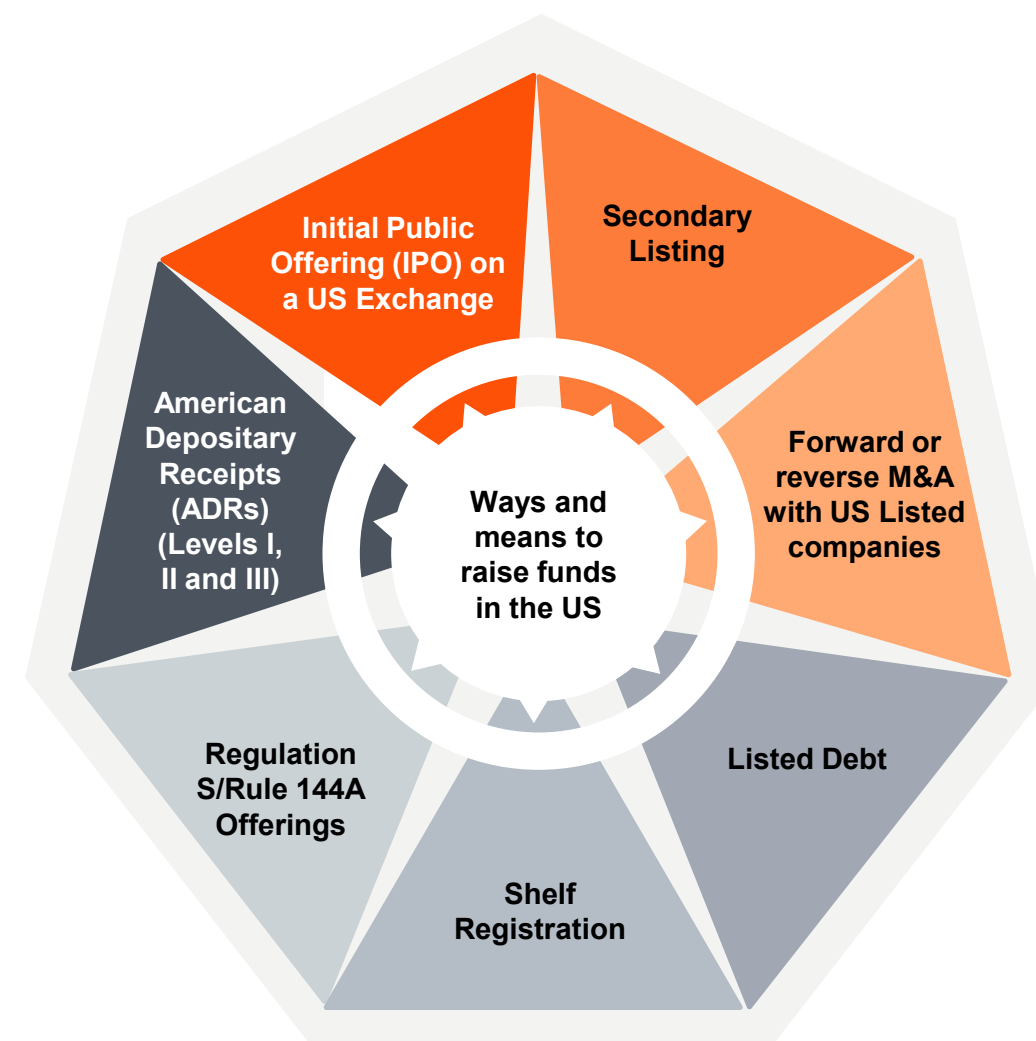 Initial Public
Offering (IPO) on
a US Exchange
Secondary
Listing
American
Depositary
Receipts
(ADRs)
(Levels I,
II and III)
Forward or
reverse M&A
with US Listed
companies
Ways and
means to
raise funds
in the US
Regulation
S/Rule 144A
Offerings
Listed Debt
Shelf
Registration